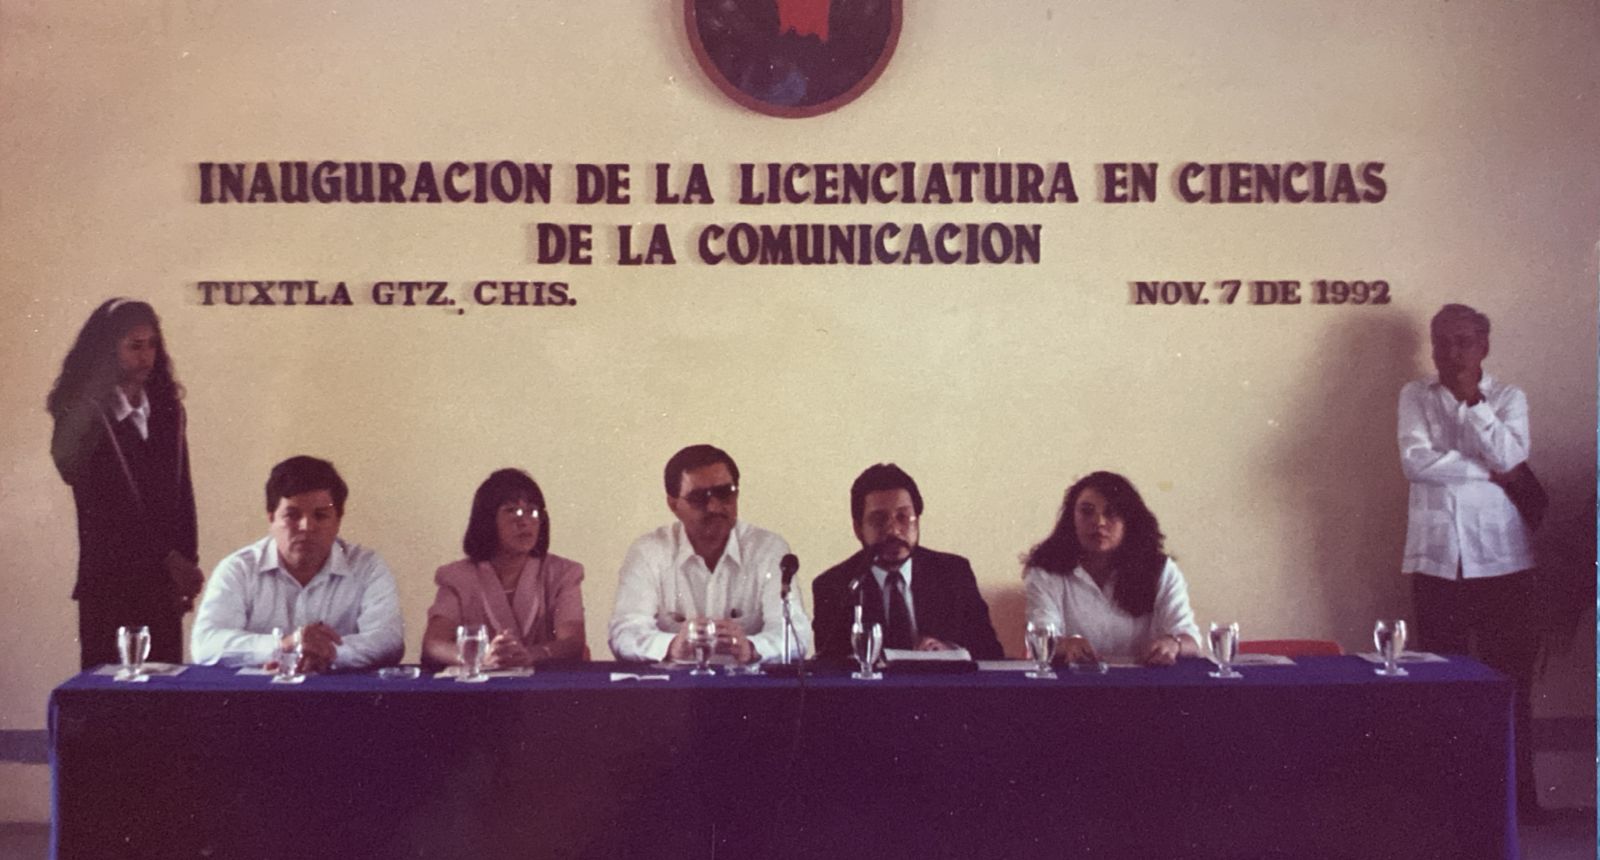 INAUGURACION DE LA LICENCIATURA EN CIENCIAS
DE LA COMUNICACION
TUXTLA GTZ. CHIS.
NOV. 7 DE 1992